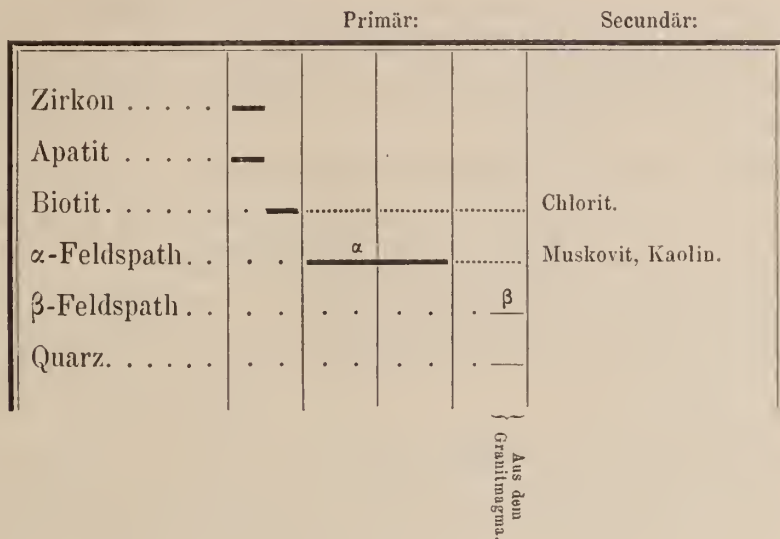 Primär: Secundär:
Zirkon . . . . .
Apatit . . . . .
Biotit. . . . . . . Chlorit.
α-Feldspath. . . . α Muskovit, Kaolin.
β-Feldspath . . . . . . . . . β
Quarz. . . . . . . . . . . . . .
Aus dem
Granitmagma.